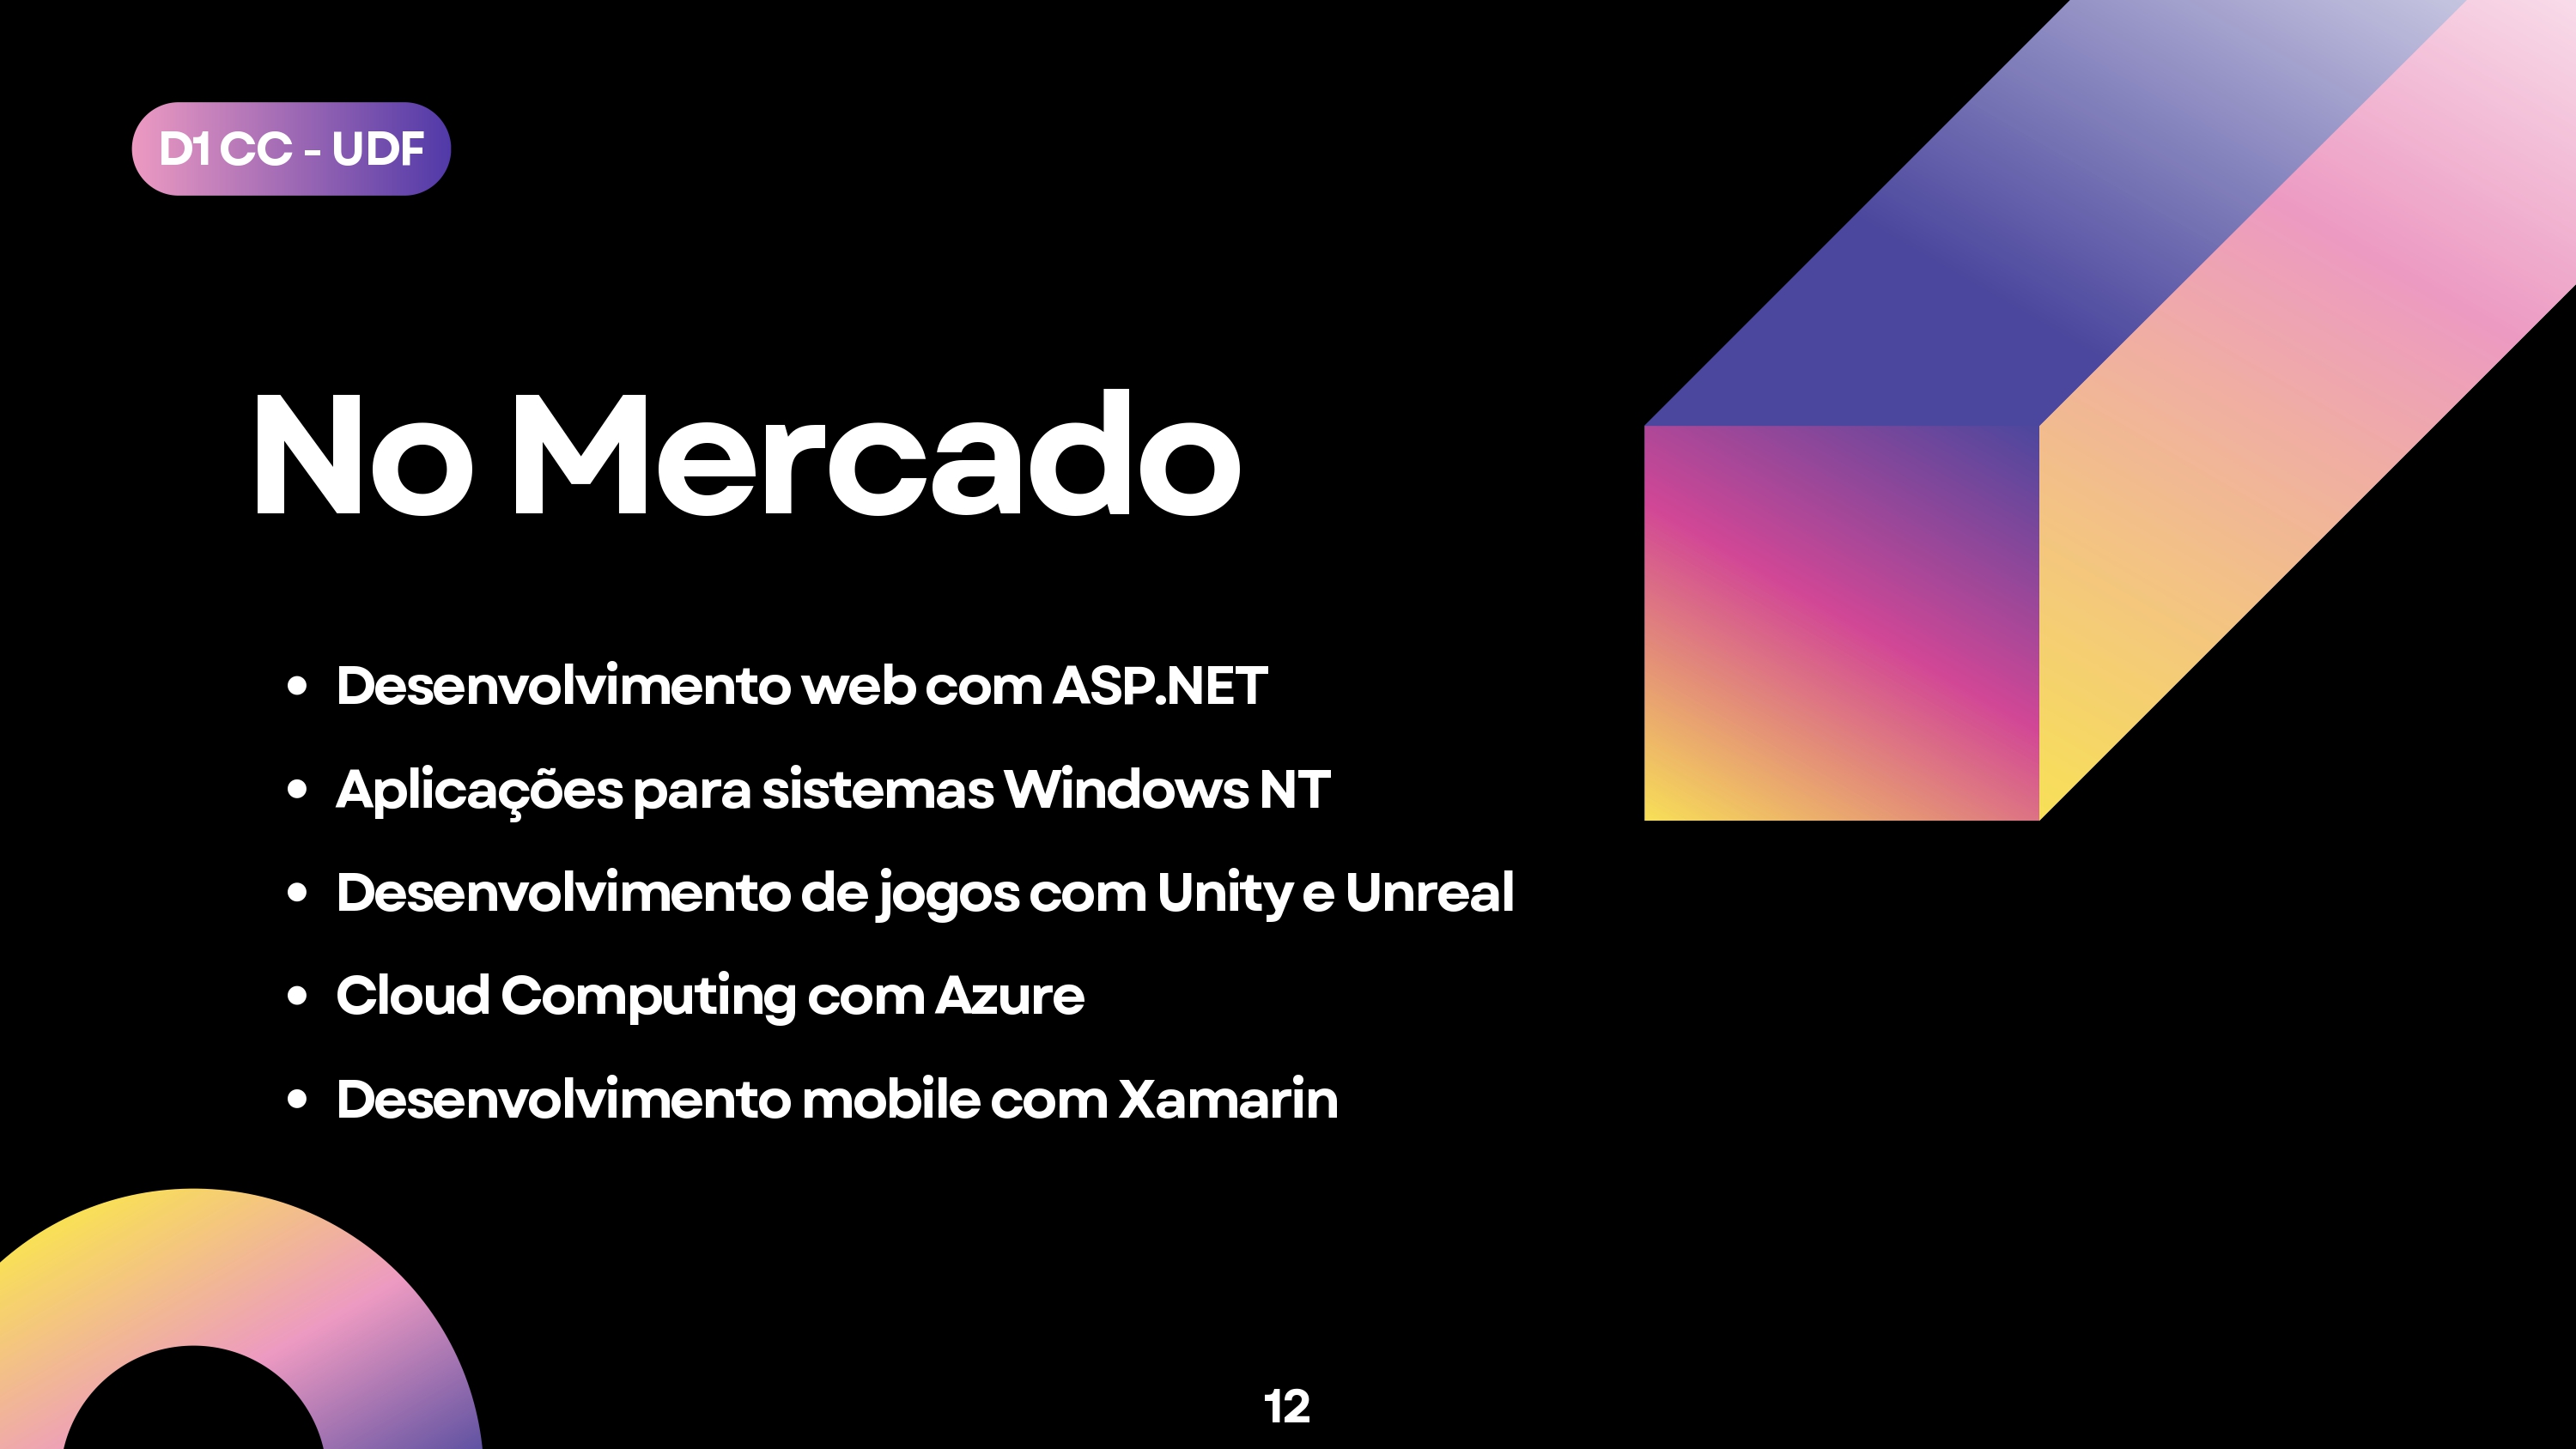 D1 CC - UDF
No Mercado
• Desenvolvimento web com ASP.NET
• Aplicações para sistemas Windows NT
• Desenvolvimento de jogos com Unity e Unreal
• Cloud Computing com Azure
• Desenvolvimento mobile com Xamarin
12